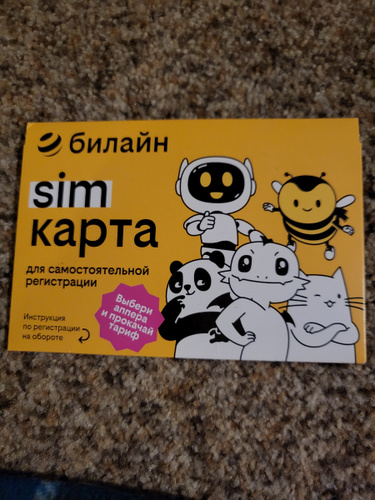 билайн
sim
карта
для самостоятельной
регистрации
Выбери
аппера
и прокачай
тариф
Инструкция
по регистрации
на обороте